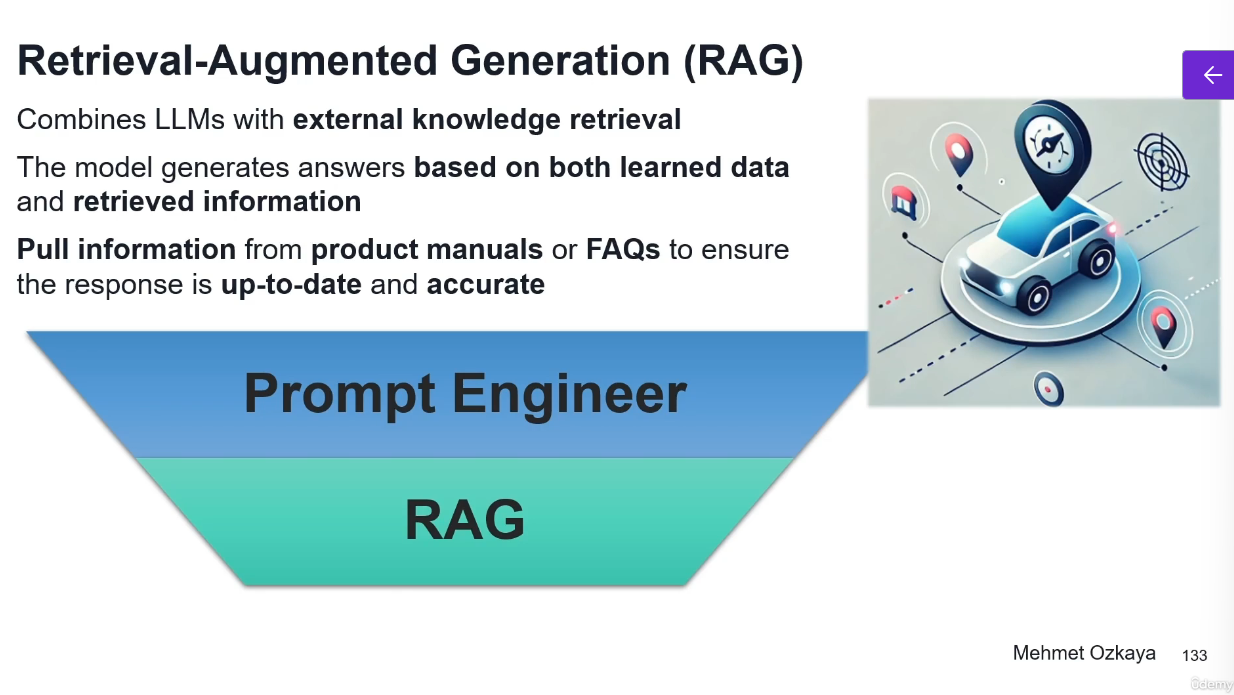 Retrieval-Augmented Generation (RAG)
Combines LLMs with external knowledge retrieval
The model generates answers based on both learned data
and retrieved information
Pull information from product manuals or FAQs to ensure
the response is up-to-date and accurate
Prompt Engineer
RAG
Mehmet Ozkaya
133
ûdemy